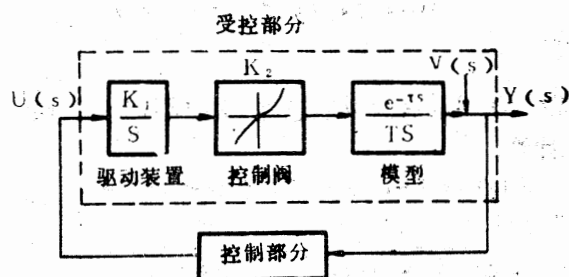 受控部分
K₂
V(s)
U(s)
K₁
S
e⁻τs
TS
Y(s)
驱动装置
控制阀
模型
控制部分